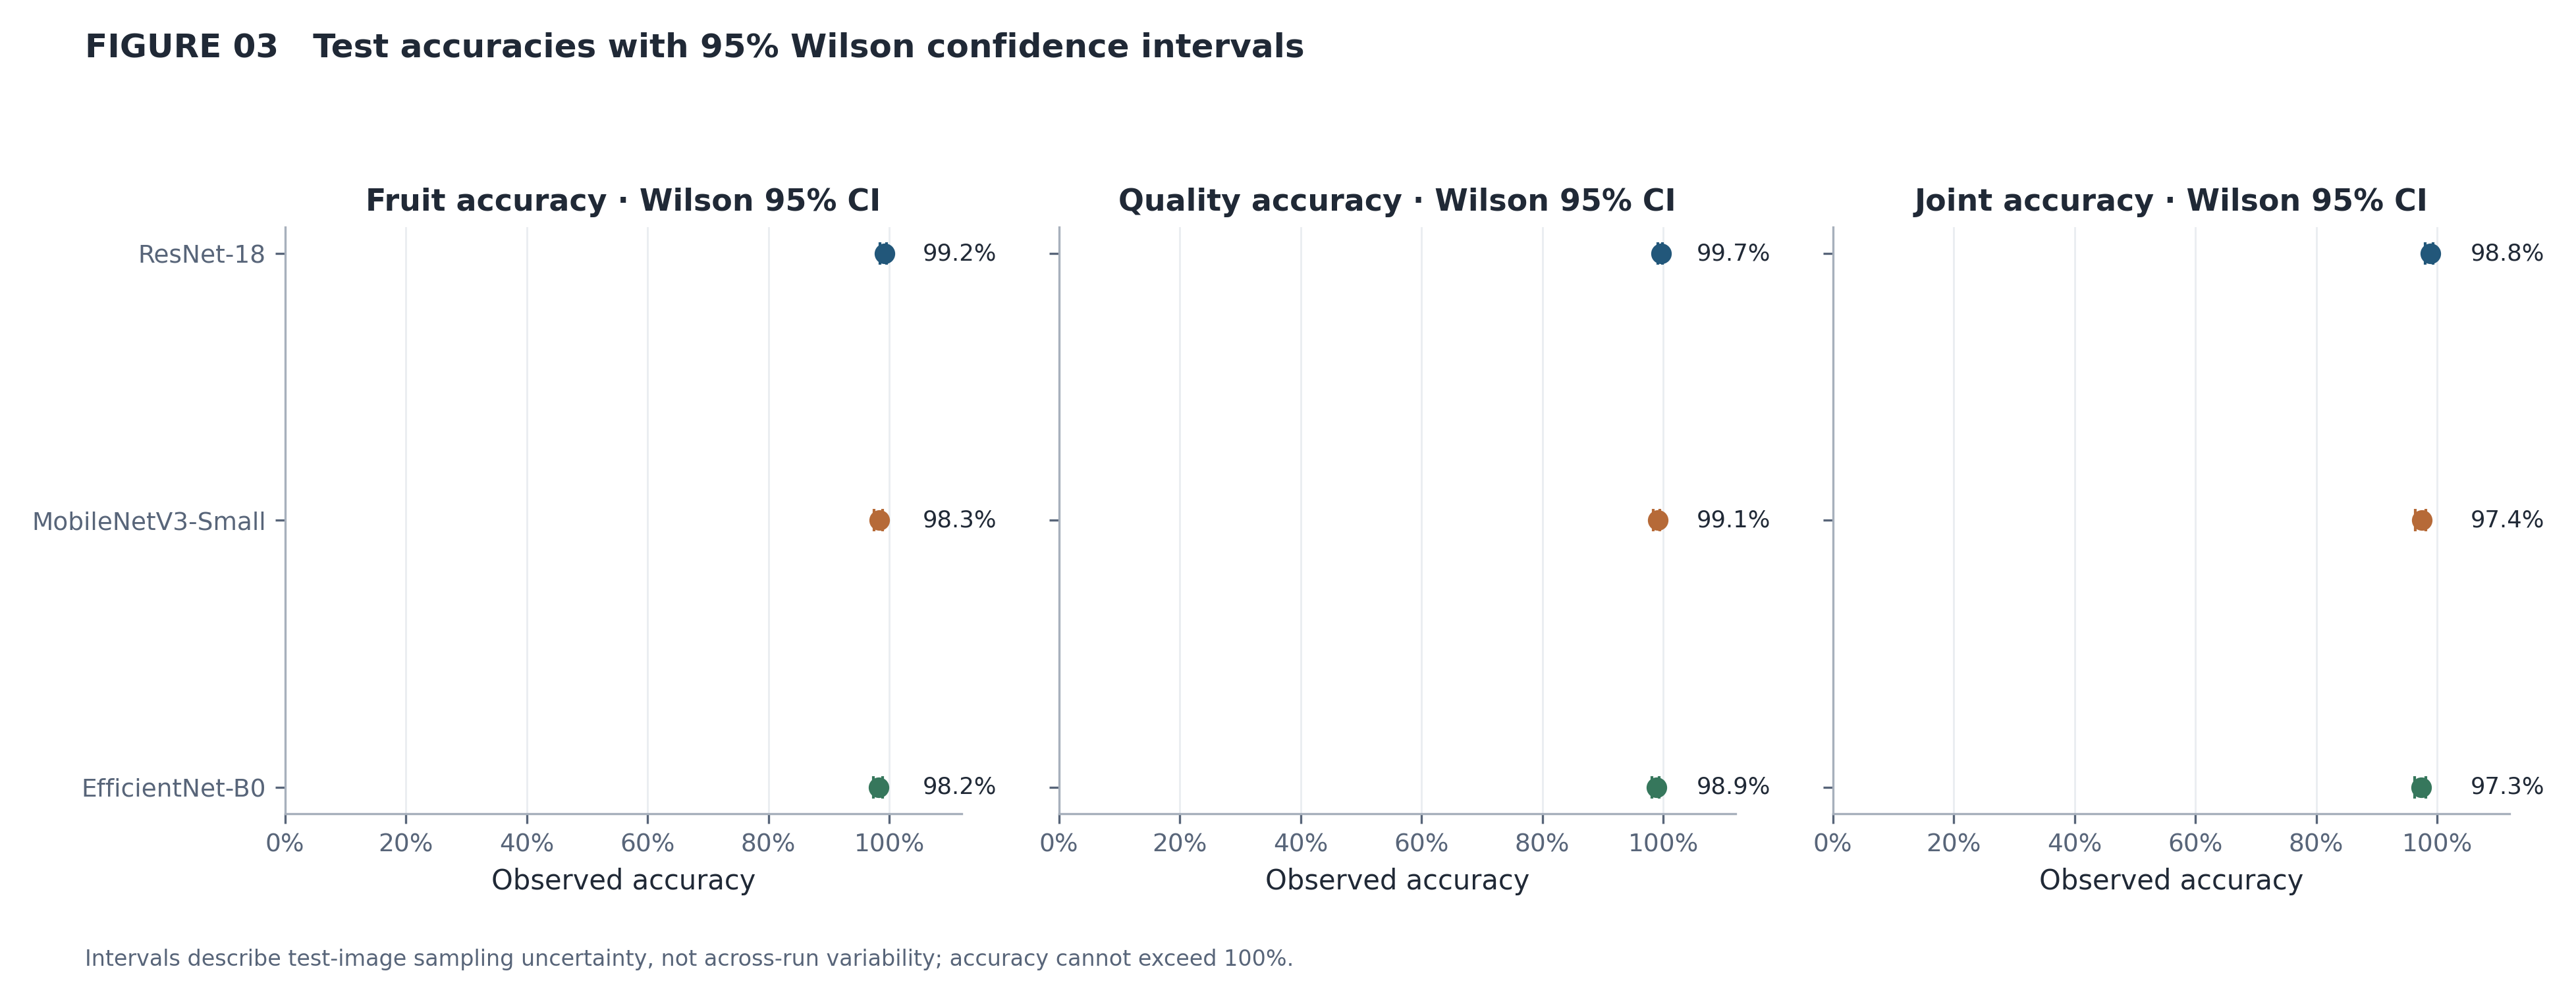 FIGURE 03   Test accuracies with 95% Wilson confidence intervals
Fruit accuracy · Wilson 95% CI
ResNet-18
99.2%
MobileNetV3-Small
98.3%
EfficientNet-B0
98.2%
0% 20% 40% 60% 80% 100%
Observed accuracy
Quality accuracy · Wilson 95% CI
99.7%
99.1%
98.9%
0% 20% 40% 60% 80% 100%
Observed accuracy
Joint accuracy · Wilson 95% CI
98.8%
97.4%
97.3%
0% 20% 40% 60% 80% 100%
Observed accuracy
Intervals describe test-image sampling uncertainty, not across-run variability; accuracy cannot exceed 100%.